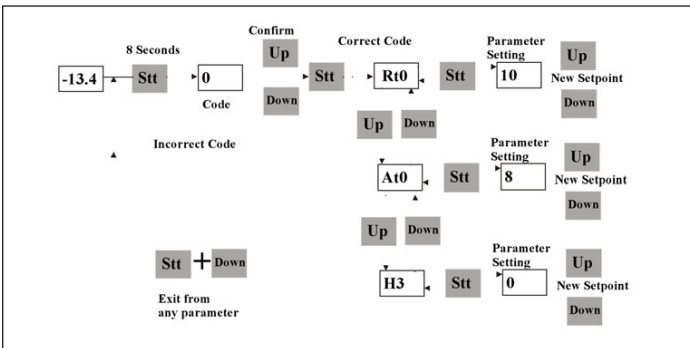 Confirm
8 Seconds
Correct Code
Parameter
Setting
-13.4
Stt
0
Up
Stt
Rt0
Stt
10
Up
New Setpoint
Code
Down
Down
Up
Down
Incorrect Code
Parameter
Setting
At0
Stt
8
Up
New Setpoint
Down
Up
Down
Parameter
Setting
Stt
+
Down
H3
Stt
0
Up
New Setpoint
Down
Exit from
any parameter